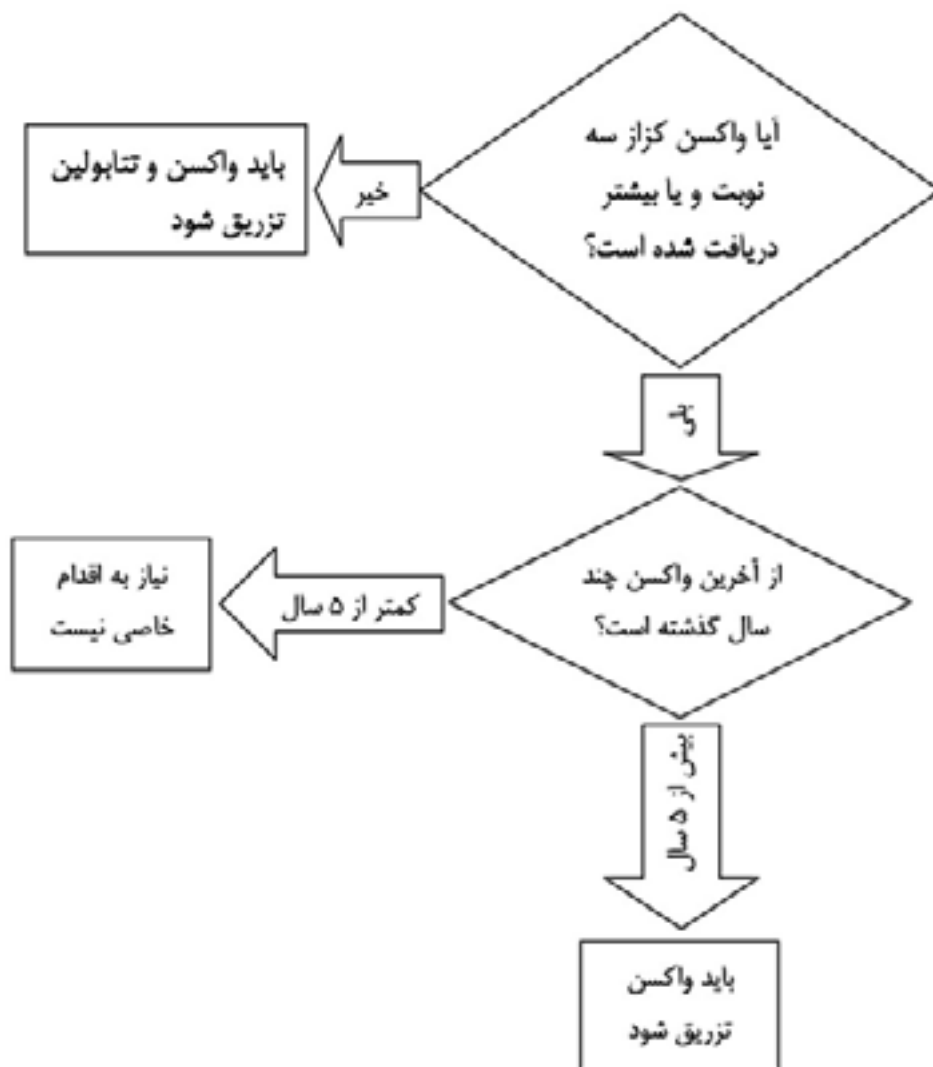 آیا واکسن کزاز سه
نوبت و یا بیشتر
دریافت شده است؟
خیر
باید واکسن و تتابولین
تزریق شود
بلی
از آخرین واکسن چند
سال گذشته است؟
کمتر از ۵ سال
نیاز به اقدام
خاصی نیست
بیش از ۵ سال
باید واکسن
تزریق شود